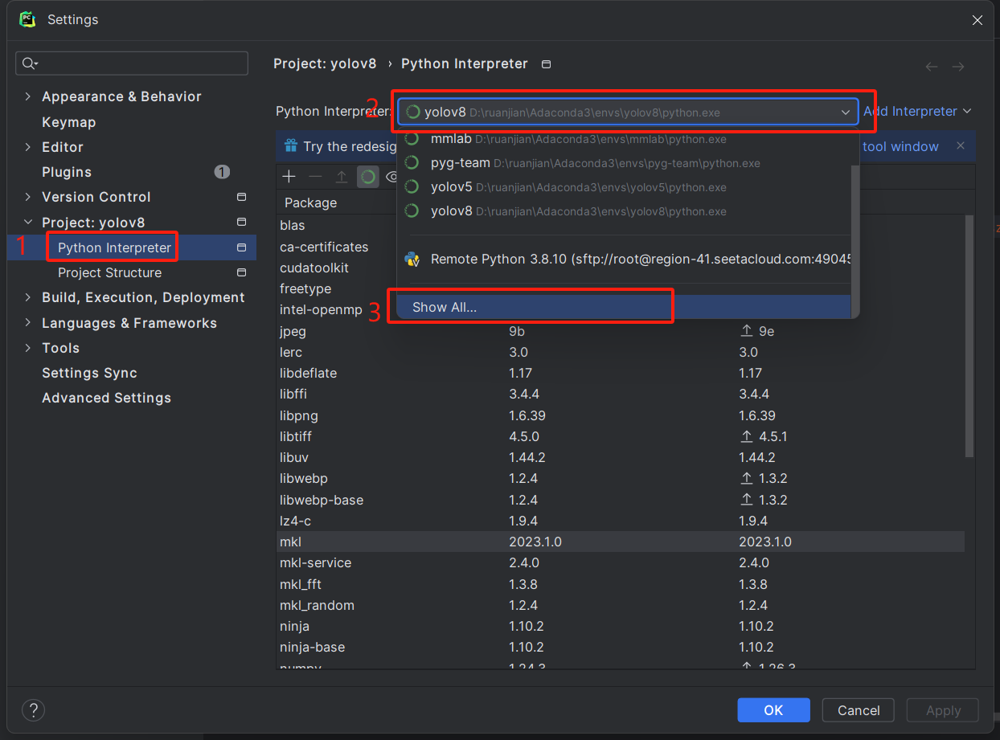 Settings
Project: yolov8 › Python Interpreter
Appearance & Behavior
Keymap
Editor
Plugins 1
Version Control
Project: yolov8
1 Python Interpreter
Project Structure
Build, Execution, Deployment
Languages & Frameworks
Tools
Settings Sync
Advanced Settings
Python Interpreter: 2 yolov8 D:\ruanjian\Adaconda3\envs\yolov8\python.exe Add Interpreter
Try the redesig tool window
mmlab D:\ruanjian\Adaconda3\envs\mmlab\python.exe
pyg-team D:\ruanjian\Adaconda3\envs\pyg-team\python.exe
yolov5 D:\ruanjian\Adaconda3\envs\yolov5\python.exe
yolov8 D:\ruanjian\Adaconda3\envs\yolov8\python.exe
Remote Python 3.8.10 (sftp://root@region-41.seetacloud.com:49045
3 Show All...
Package
blas
ca-certificates
cudatoolkit
freetype
intel-openmp
jpeg 9b 9e
lerc 3.0 3.0
libdeflate 1.17 1.17
libffi 3.4.4 3.4.4
libpng 1.6.39 1.6.39
libtiff 4.5.0 4.5.1
libuv 1.44.2 1.44.2
libwebp 1.2.4 1.3.2
libwebp-base 1.2.4 1.3.2
lz4-c 1.9.4 1.9.4
mkl 2023.1.0 2023.1.0
mkl-service 2.4.0 2.4.0
mkl_fft 1.3.8 1.3.8
mkl_random 1.2.4 1.2.4
ninja 1.10.2 1.10.2
ninja-base 1.10.2 1.10.2
numpy 1.24.3 1.26.3
? OK Cancel Apply